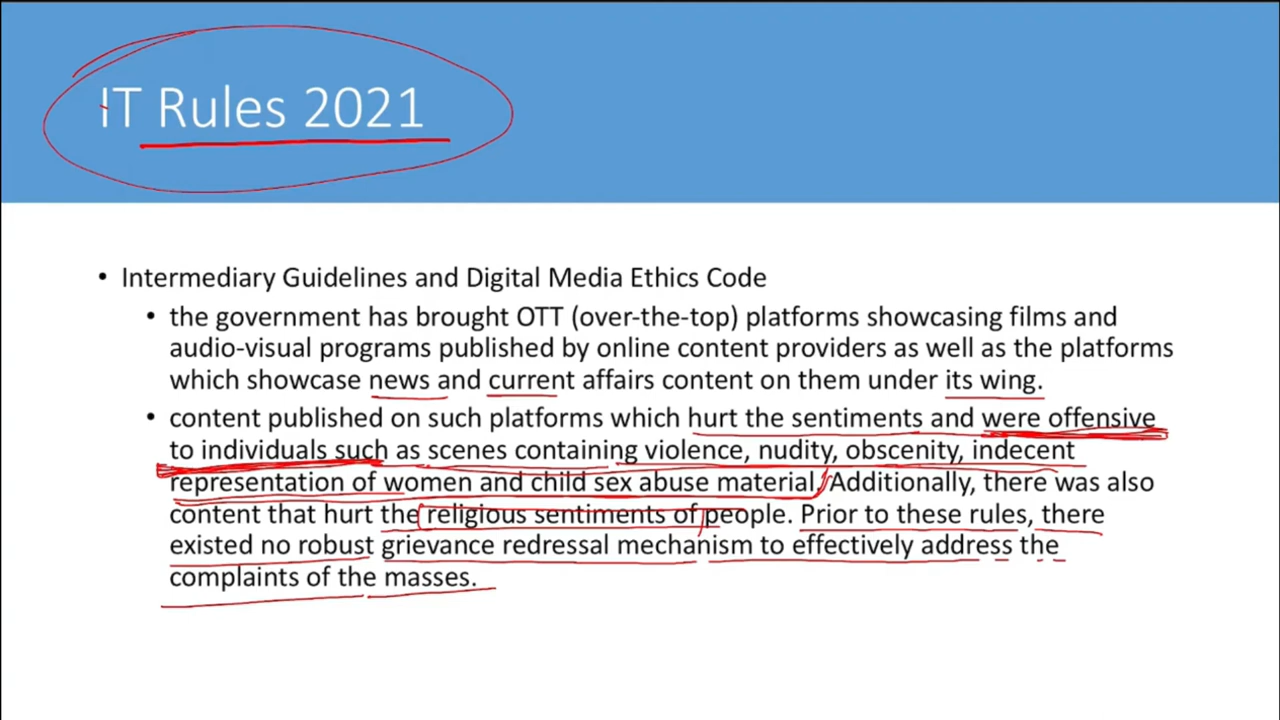 IT Rules 2021
• Intermediary Guidelines and Digital Media Ethics Code
• the government has brought OTT (over-the-top) platforms showcasing films and
audio-visual programs published by online content providers as well as the platforms
which showcase news and current affairs content on them under its wing.
• content published on such platforms which hurt the sentiments and were offensive
to individuals such as scenes containing violence, nudity, obscenity, indecent
representation of women and child sex abuse material. Additionally, there was also
content that hurt the religious sentiments of people. Prior to these rules, there
existed no robust grievance redressal mechanism to effectively address the
complaints of the masses.